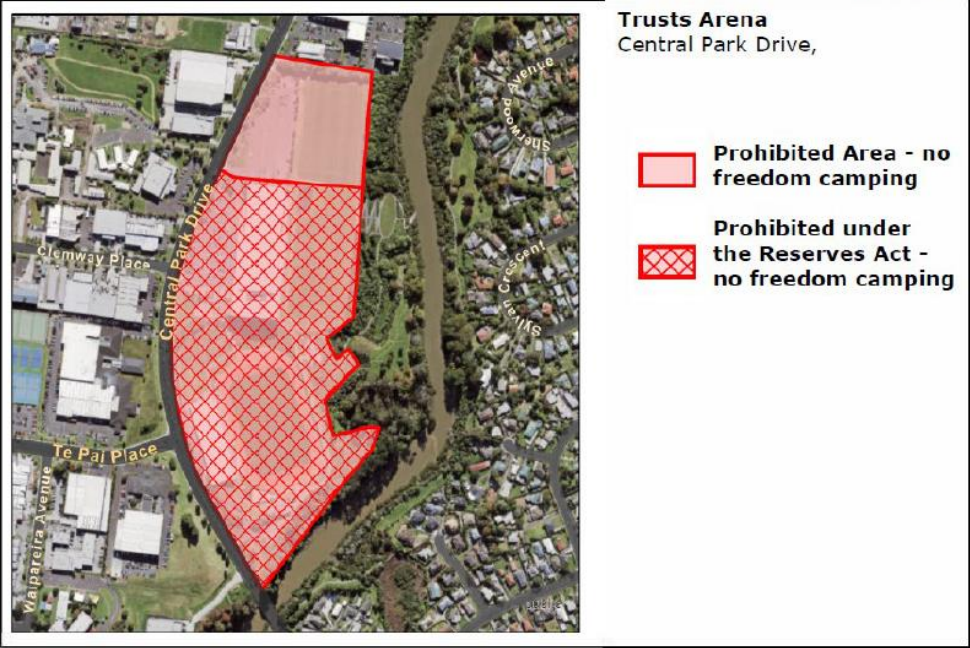 Trusts Arena
Central Park Drive,
Prohibited Area - no
freedom camping
Prohibited under
the Reserves Act -
no freedom camping
Sherwood Avenue
Central Park Drive
Clemway Place
Sylvan Crescent
Te Pai Place
Waipareira Avenue